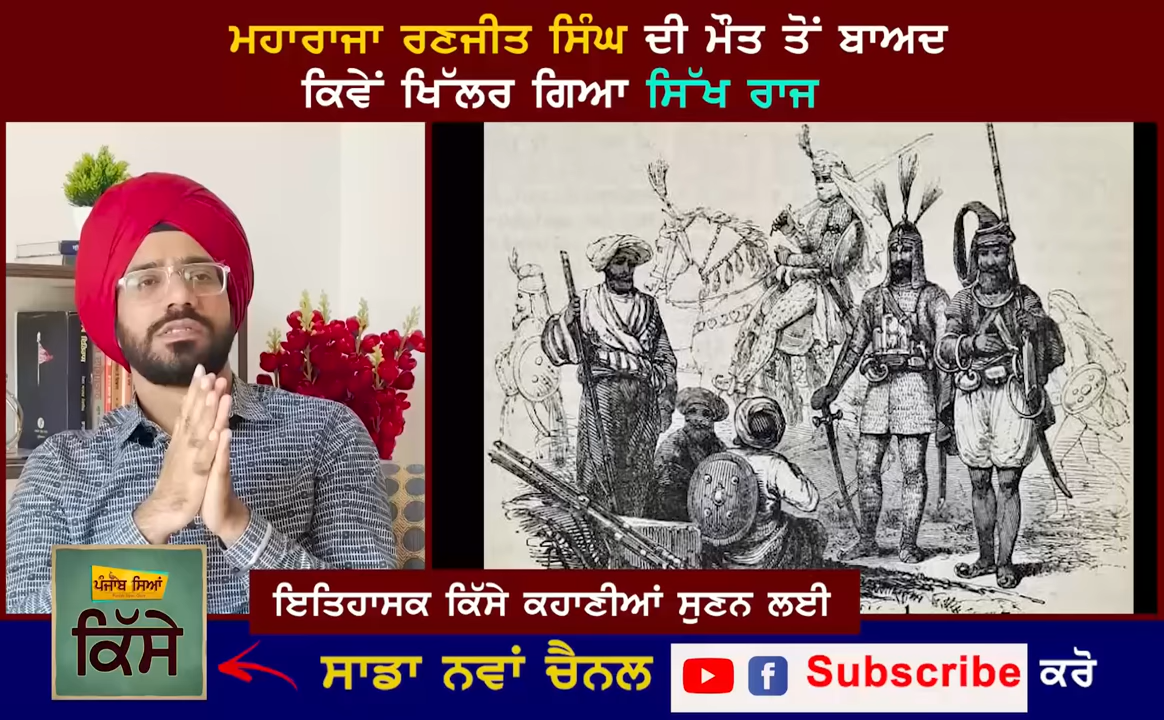 ਮਹਾਰਾਜਾ ਰਣਜੀਤ ਸਿੰਘ ਦੀ ਮੌਤ ਤੋਂ ਬਾਅਦ
ਕਿਵੇਂ ਖਿੱਲਰ ਗਿਆ ਸਿੱਖ ਰਾਜ
ਪੰਜਾਬ ਸਿਆਂ
ਕਿੱਸੇ
ਇਤਿਹਾਸਕ ਕਿੱਸੇ ਕਹਾਣੀਆਂ ਸੁਣਨ ਲਈ
ਸਾਡਾ ਨਵਾਂ ਚੈਨਲ Subscribe ਕਰੋ